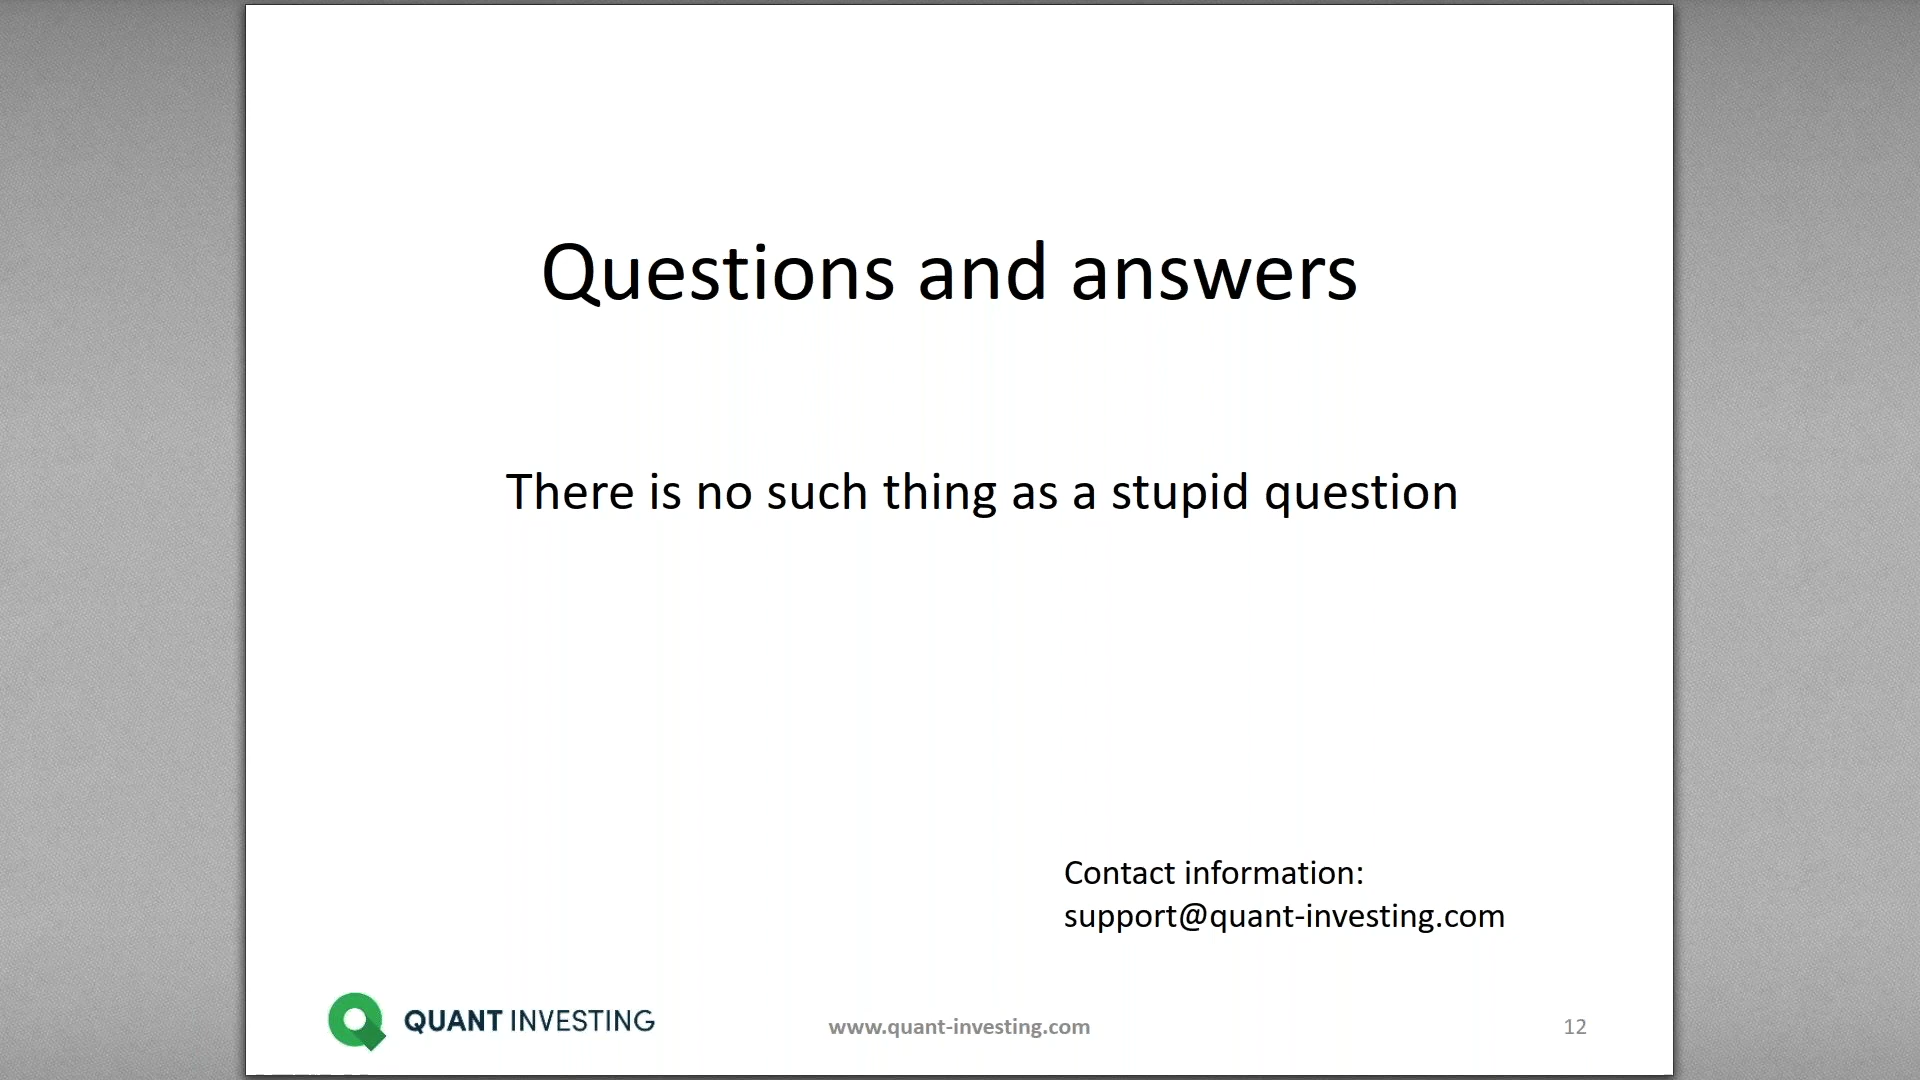 Questions and answers
There is no such thing as a stupid question
Contact information:
support@quant-investing.com
QUANT INVESTING
www.quant-investing.com
12